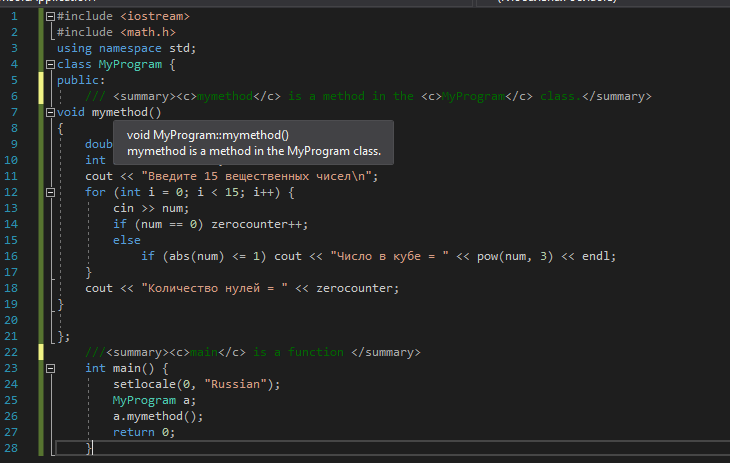 1 #include <iostream>
2 #include <math.h>
3 using namespace std;
4 class MyProgram {
5 public:
6 /// <summary><c>mymethod</c> is a method in the <c>MyProgram</c> class.</summary>
7 void mymethod()
8 {
void MyProgram::mymethod()
9 doub
mymethod is a method in the MyProgram class.
10 int
11 cout << "Введите 15 вещественных чисел\n";
12 for (int i = 0; i < 15; i++) {
13 cin >> num;
14 if (num == 0) zerocounter++;
15 else
16 if (abs(num) <= 1) cout << "Число в кубе = " << pow(num, 3) << endl;
17 }
18 cout << "Количество нулей = " << zerocounter;
19 }
20
21 };
22 ///<summary><c>main</c> is a function </summary>
23 int main() {
24 setlocale(0, "Russian");
25 MyProgram a;
26 a.mymethod();
27 return 0;
28 }